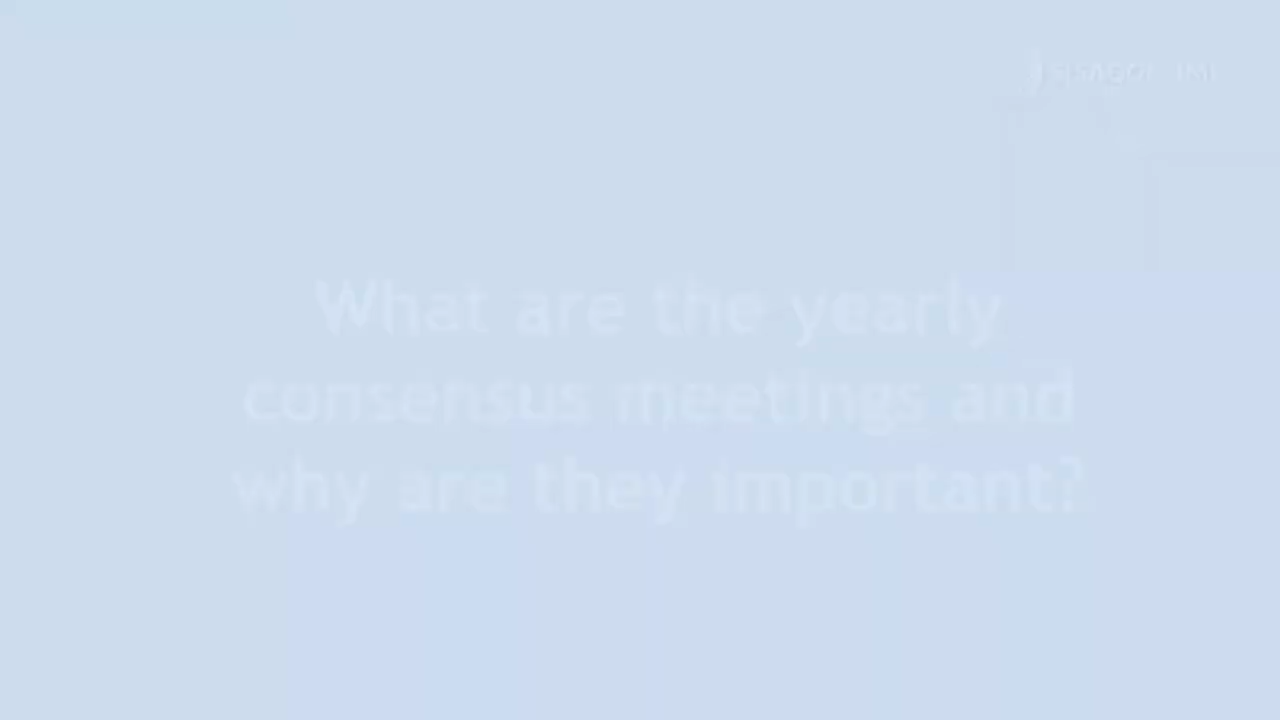 What are the yearly
consensus meetings and
why are they important?